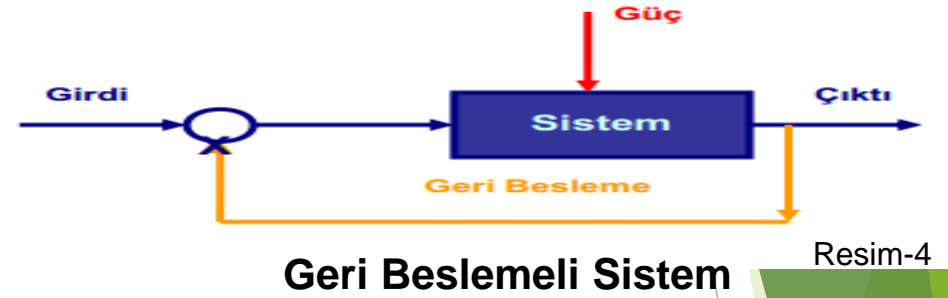 Güç
Girdi
Sistem
Çıktı
Geri Besleme
Resim-4
Geri Beslemeli Sistem